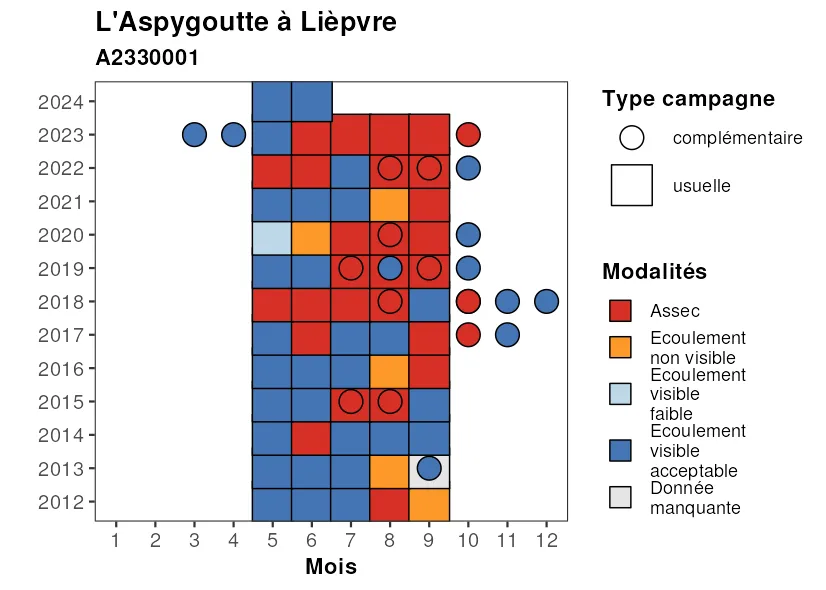 L'Aspygoutte à Lièpvre
A2330001
2024
2023
2022
2021
2020
2019
2018
2017
2016
2015
2014
2013
2012
1 2 3 4 5 6 7 8 9 10 11 12
Mois
Type campagne
complémentaire
usuelle
Modalités
Assec
Ecoulement
non visible
Ecoulement
visible
faible
Ecoulement
visible
acceptable
Donnée
manquante